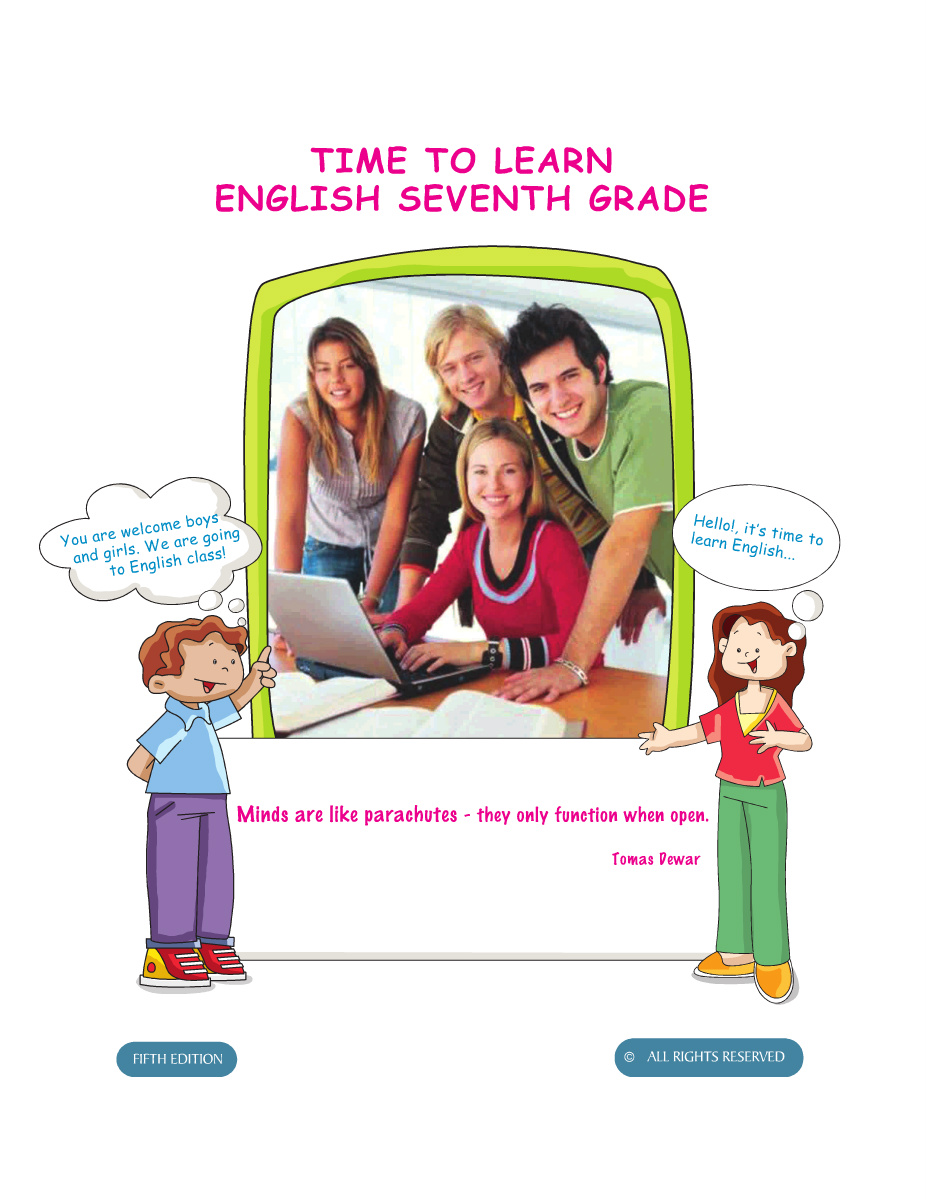 TIME TO LEARN
ENGLISH SEVENTH GRADE
You are welcome boys
and girls. We are going
to English class!
Hello!, it's time to
learn English...
Minds are like parachutes - they only function when open.
Tomas Dewar
FIFTH EDITION
© ALL RIGHTS RESERVED